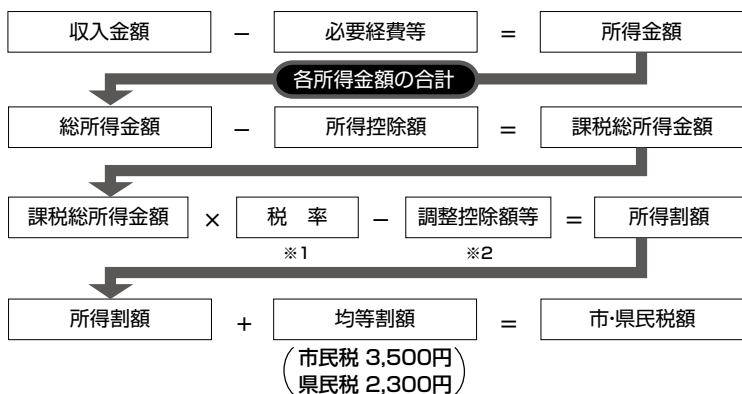 収入金額 － 必要経費等 ＝ 所得金額
各所得金額の合計
総所得金額 － 所得控除額 ＝ 課税総所得金額
課税総所得金額 × 税　率 － 調整控除額等 ＝ 所得割額
※1 ※2
所得割額 ＋ 均等割額 ＝ 市・県民税額
（市民税 3,500円
県民税 2,300円）